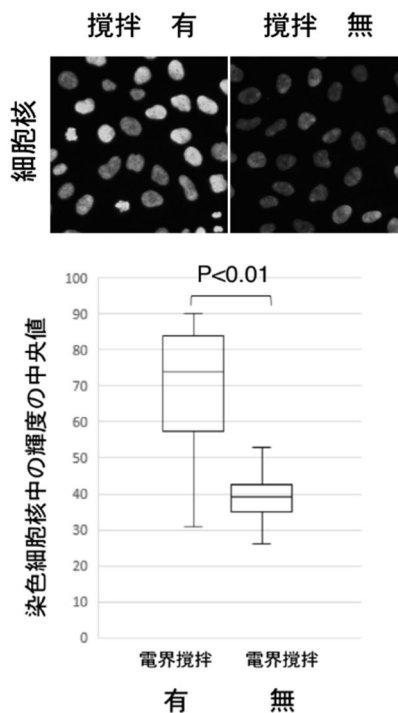 撹拌 有 撹拌 無
細胞核
P<0.01
染色細胞核中の輝度の中央値
100
90
80
70
60
50
40
30
20
10
0
電界撹拌 電界撹拌
有 無